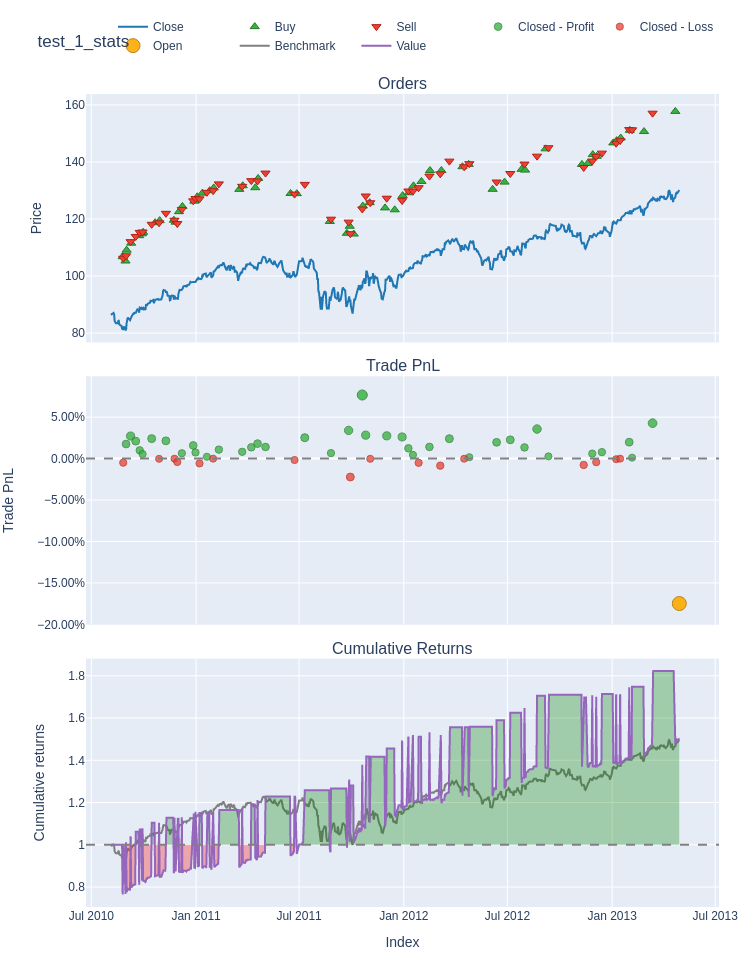 test_1_stats
Close
Open
Buy
Benchmark
Sell
Value
Closed - Profit
Closed - Loss
Orders
160
140
120
100
80
Price
Trade PnL
5.00%
0.00%
−5.00%
−10.00%
−15.00%
−20.00%
Trade PnL
Cumulative Returns
1.8
1.6
1.4
1.2
1
0.8
Cumulative returns
Jul 2010
Jan 2011
Jul 2011
Jan 2012
Jul 2012
Jan 2013
Jul 2013
Index